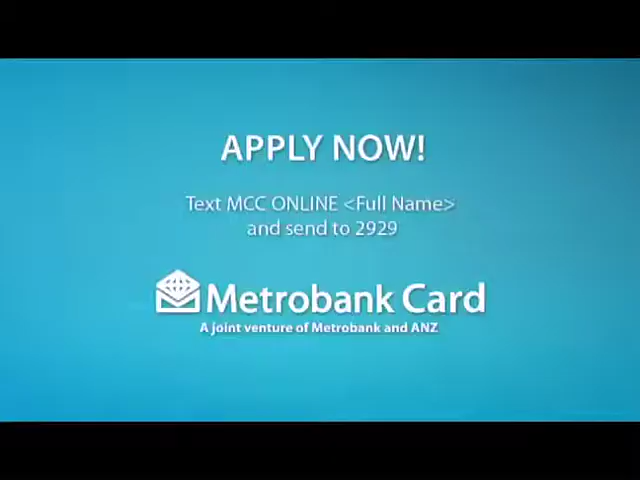 APPLY NOW!
Text MCC ONLINE <Full Name>
and send to 2929
Metrobank Card
A joint venture of Metrobank and ANZ